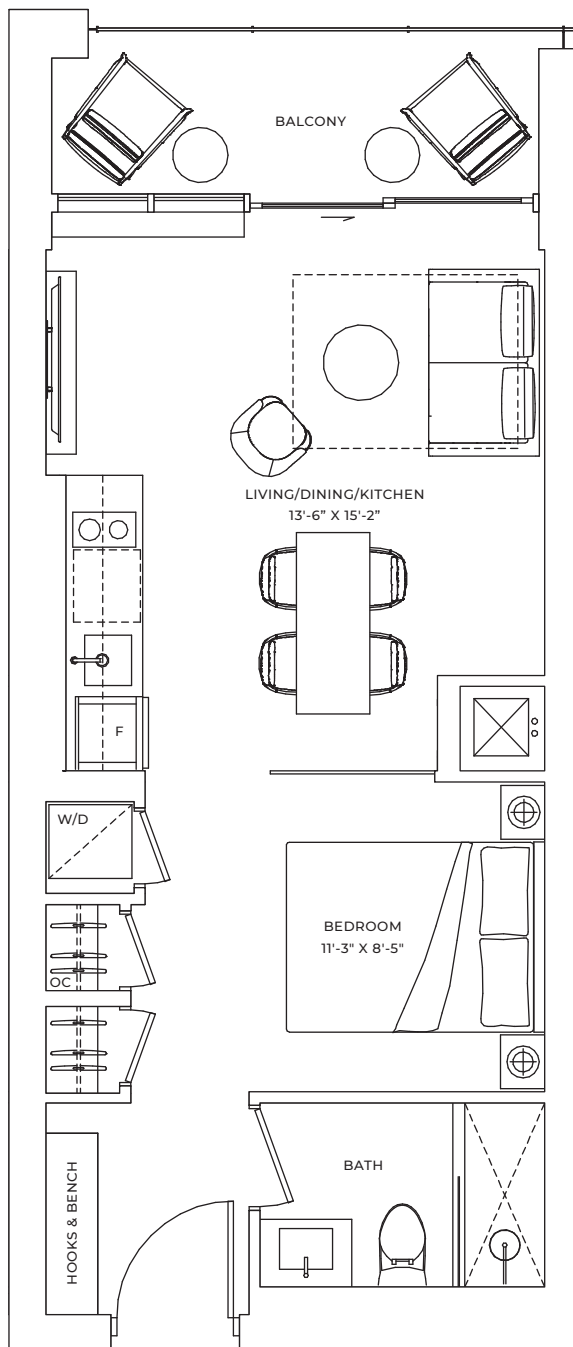 BALCONY
LIVING/DINING/KITCHEN
13'-6” X 15'-2”
F
W/D
BEDROOM
11'-3" X 8'-5"
OC
BATH
HOOKS & BENCH